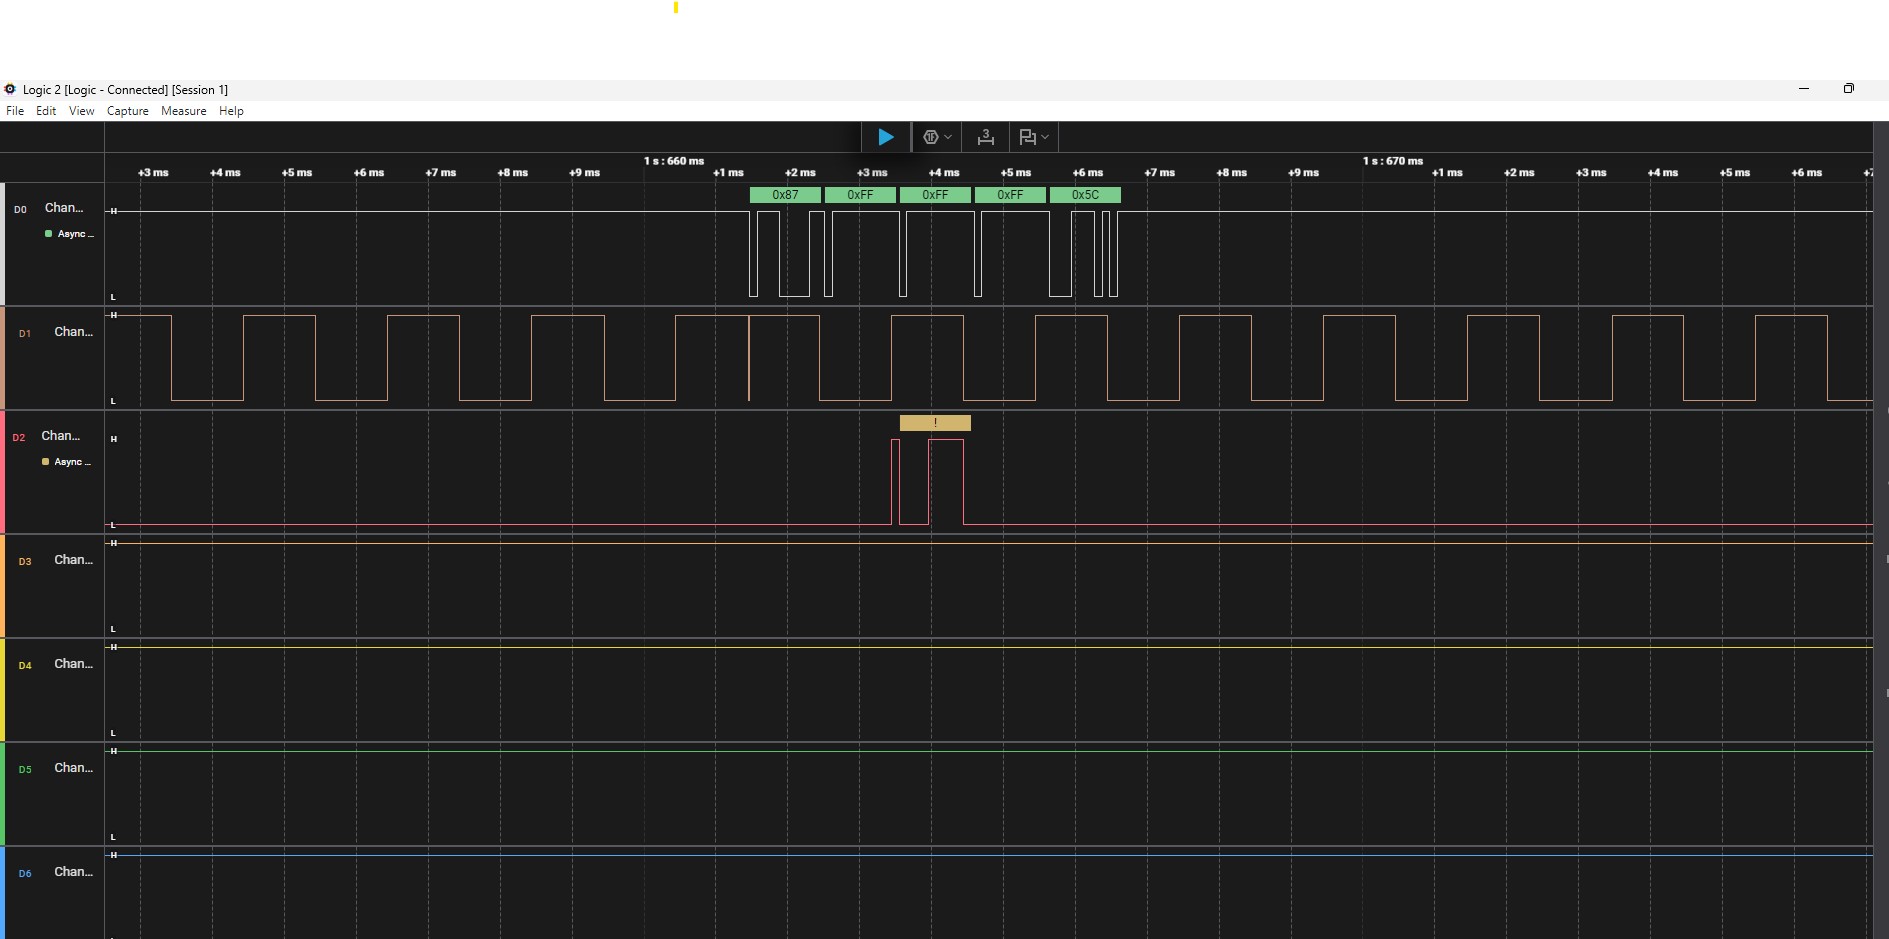 Logic 2 [Logic - Connected] [Session 1]
File Edit View Capture Measure Help
3
1 s : 660 ms 1 s : 670 ms
+3 ms +4 ms +5 ms +6 ms +7 ms +8 ms +9 ms +1 ms +2 ms +3 ms +4 ms +5 ms +6 ms +7 ms +8 ms +9 ms +1 ms +2 ms +3 ms +4 ms +5 ms +6 ms +7
0x87 0xFF 0xFF 0xFF 0x5C
D0 Chan... H
Async ...
L
H
D1 Chan...
L
!
D2 Chan... H
Async ...
L
H
D3 Chan...
L
H
D4 Chan...
L
H
D5 Chan...
L
H
D6 Chan...